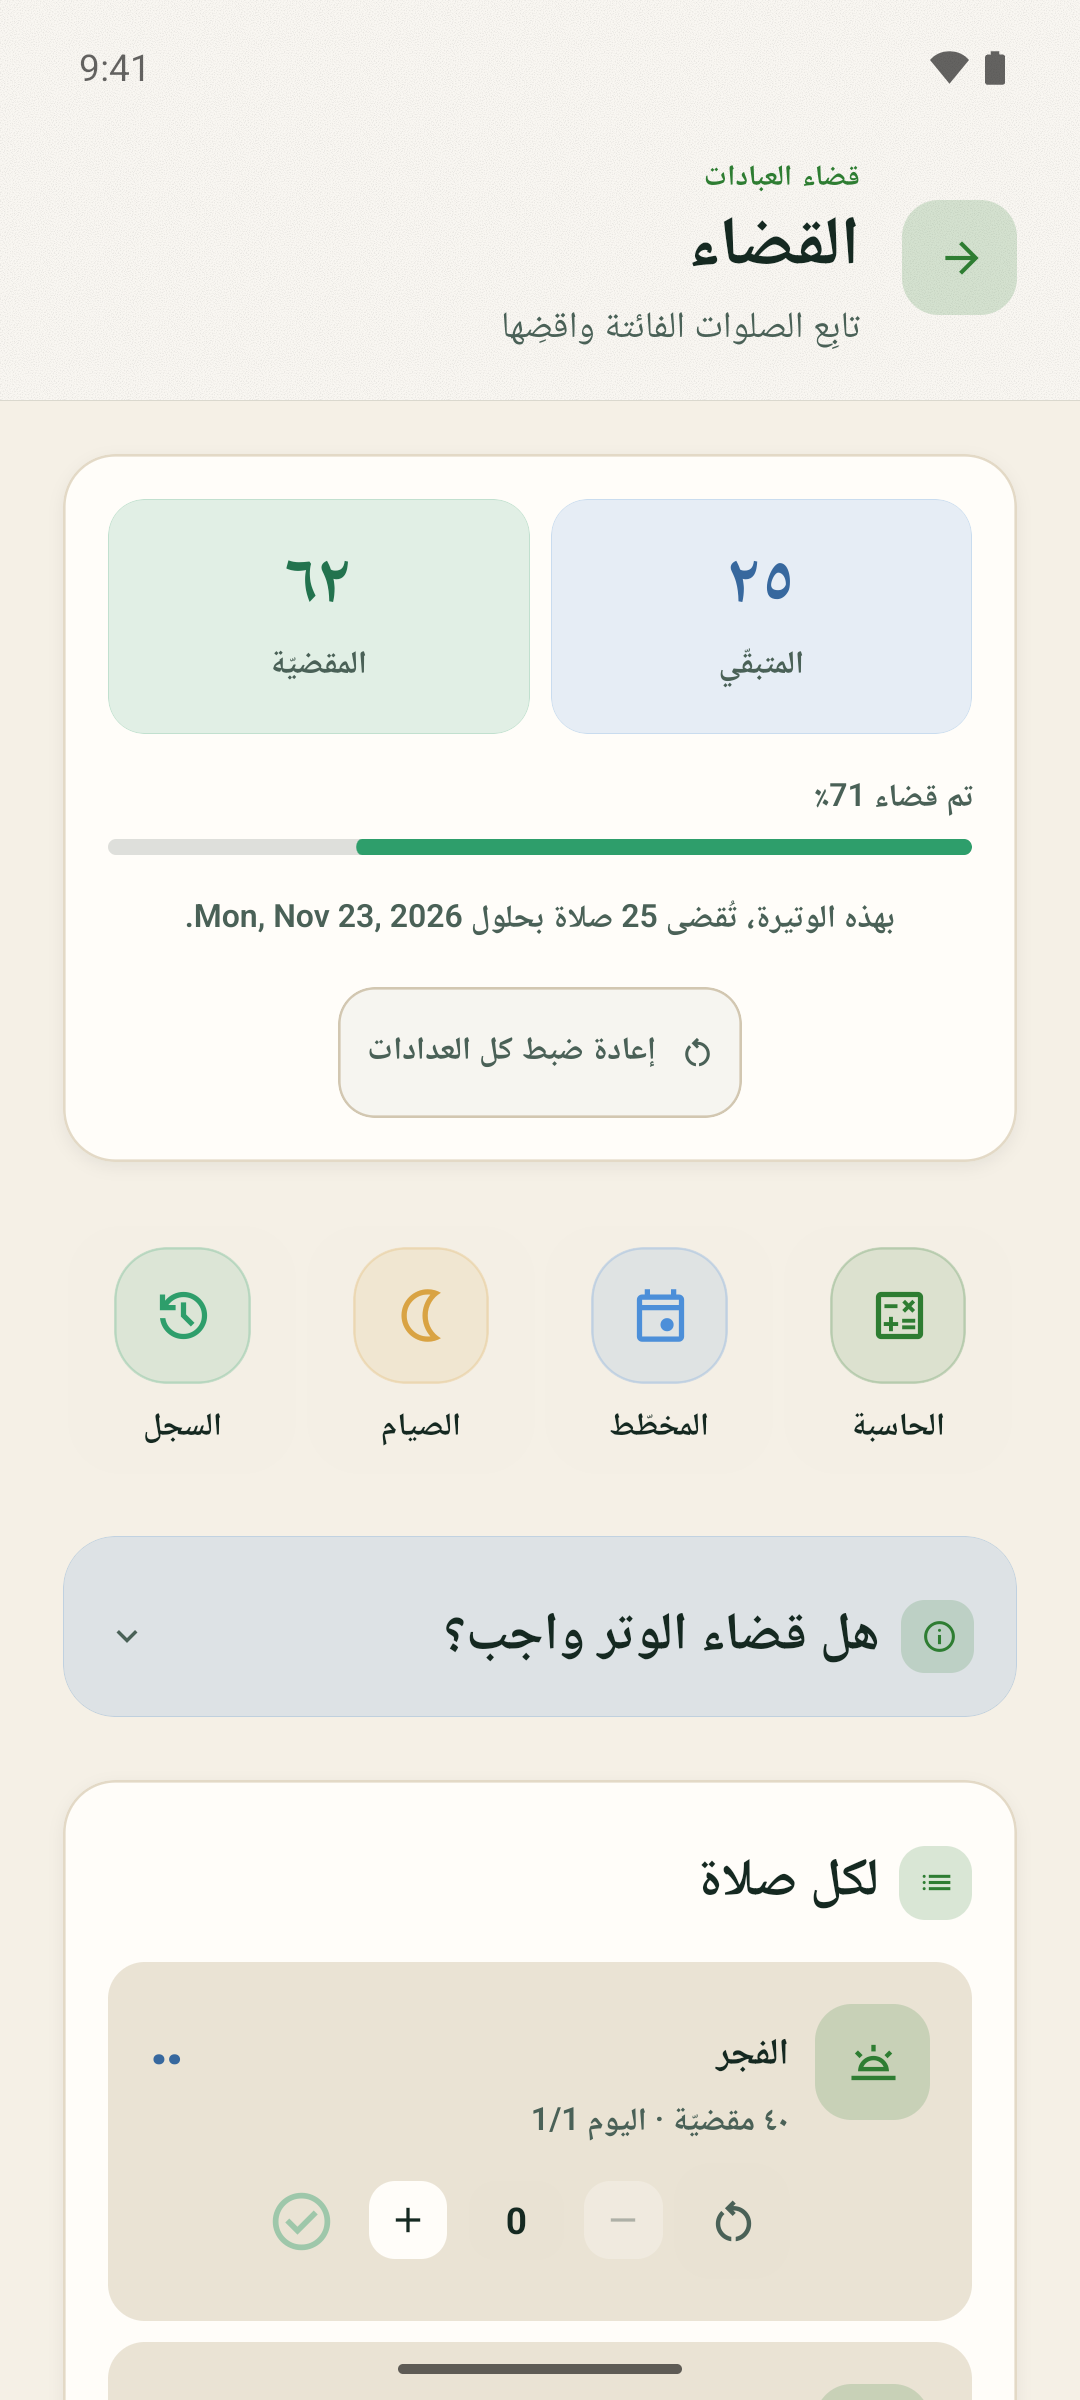 9:41
قضاء العبادات
القضاء
تابِع الصلوات الفائتة واقضِها
٢٥
المتبقّي
٦٢
المقضيّة
تم قضاء 71٪
بهذه الوتيرة، تُقضى 25 صلاة بحلول Mon, Nov 23, 2026.
إعادة ضبط كل العدادات
الحاسبة
المخطّط
الصيام
السجل
هل قضاء الوتر واجب؟
لكل صلاة
الفجر
٠٠
٤٠ مقضيّة · اليوم 1/1
0